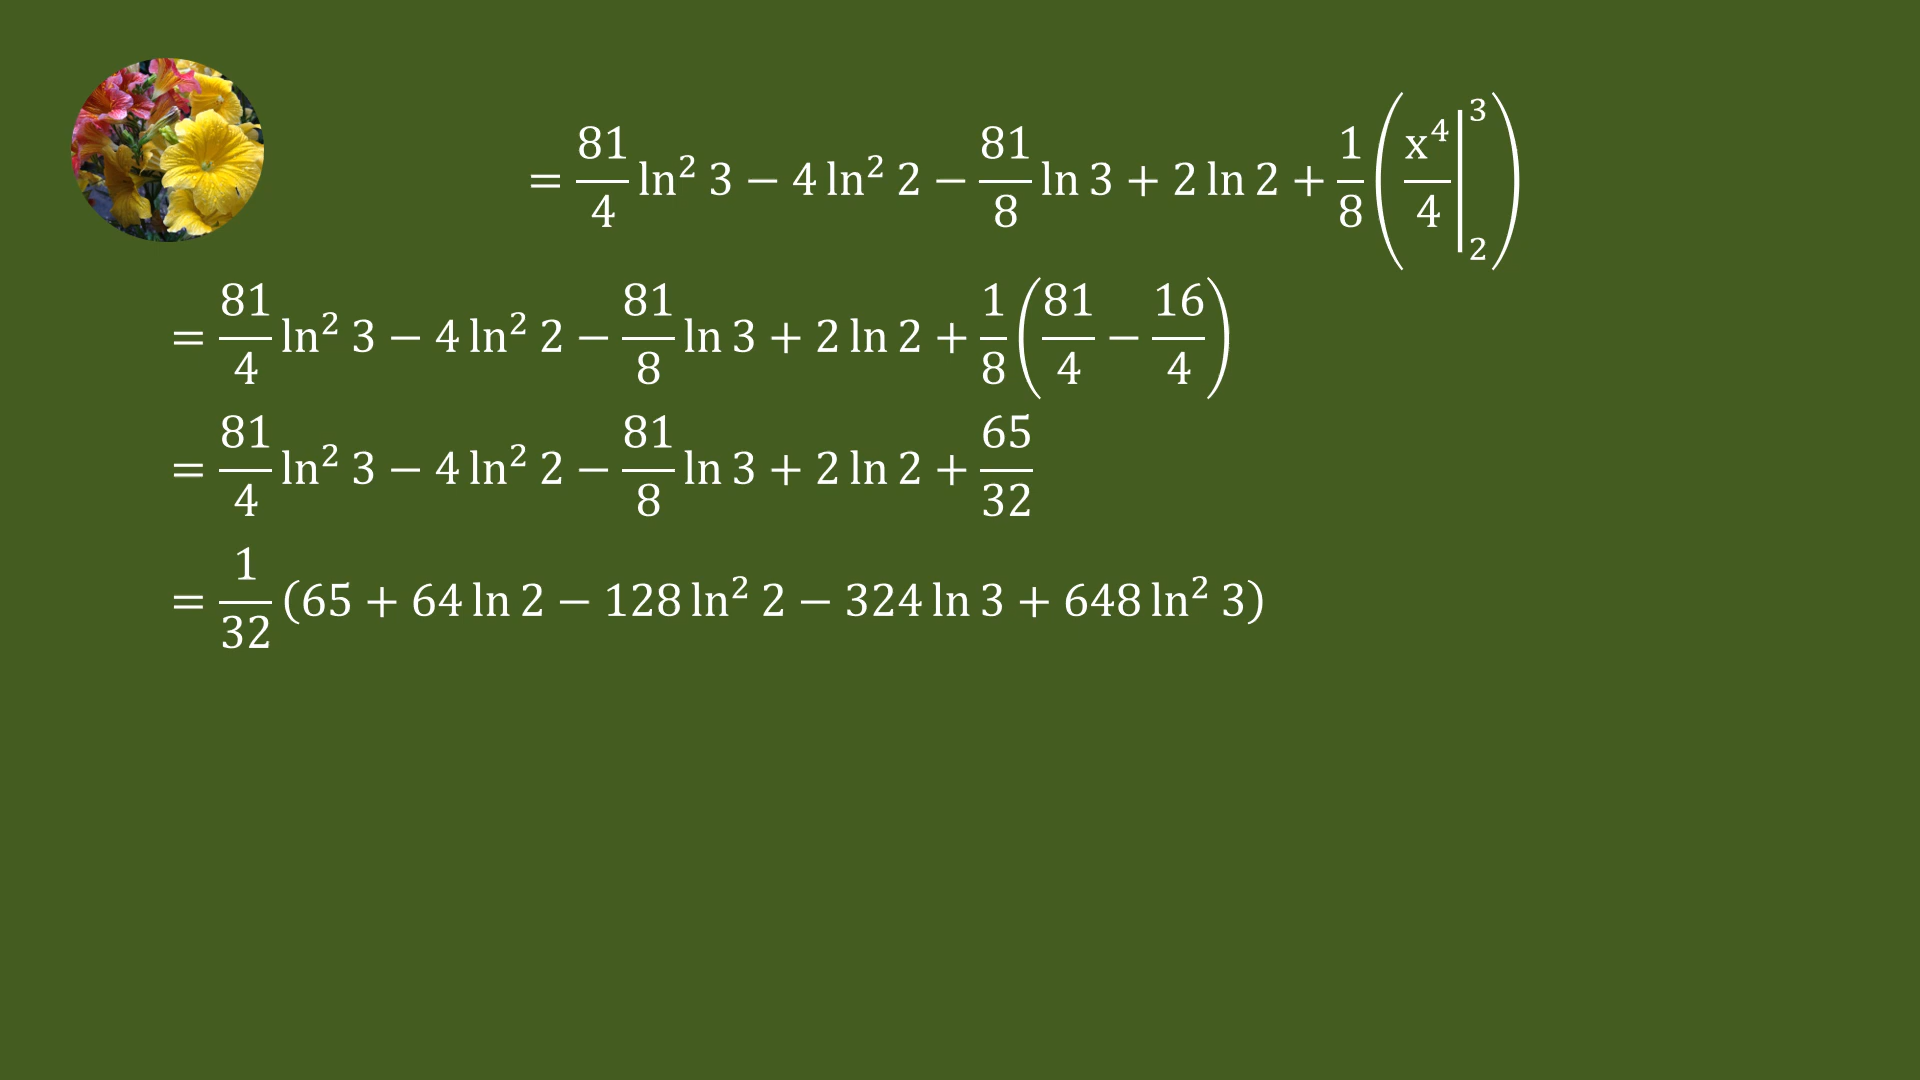 = 81/4 ln² 3 − 4 ln² 2 − 81/8 ln 3 + 2 ln 2 + 1/8 (x⁴/4 |₂³)
= 81/4 ln² 3 − 4 ln² 2 − 81/8 ln 3 + 2 ln 2 + 1/8 (81/4 − 16/4)
= 81/4 ln² 3 − 4 ln² 2 − 81/8 ln 3 + 2 ln 2 + 65/32
= 1/32 (65 + 64 ln 2 − 128 ln² 2 − 324 ln 3 + 648 ln² 3)